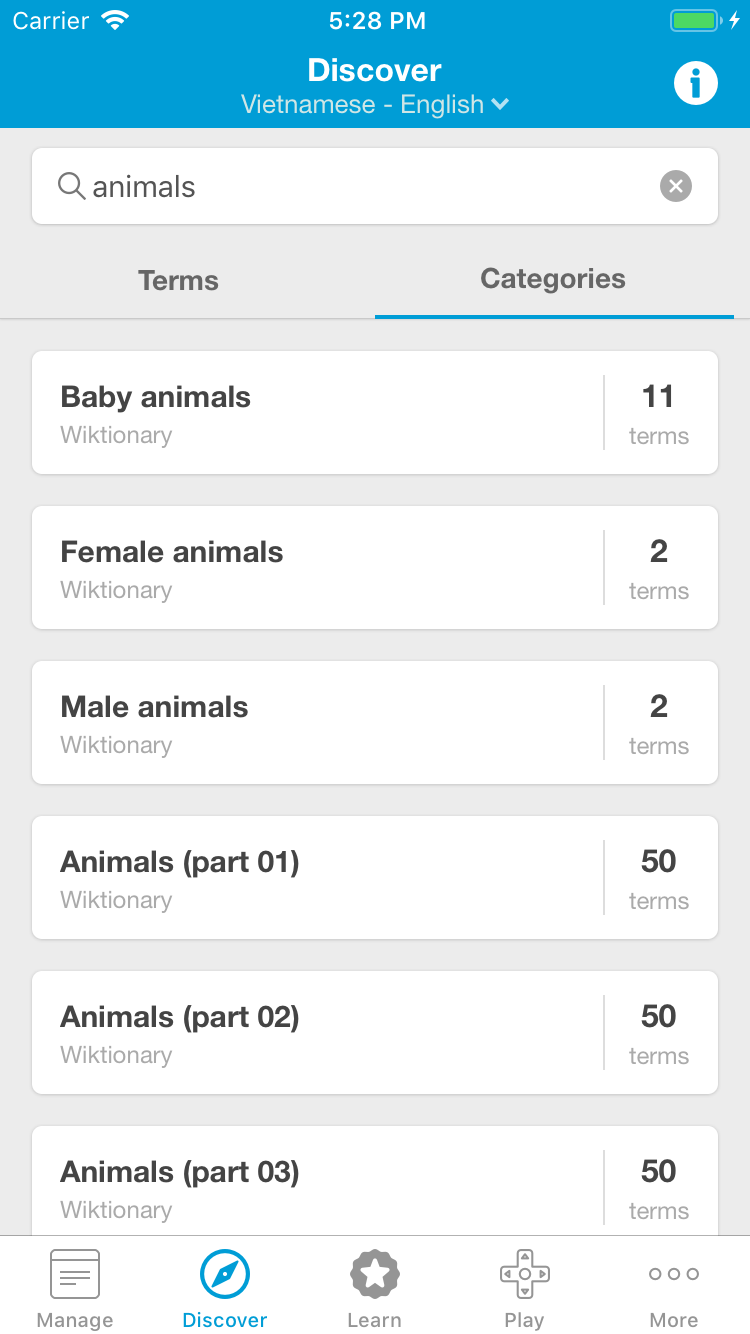 Carrier 5:28 PM
Discover
Vietnamese - English
animals
Terms Categories
Baby animals 11
Wiktionary terms
Female animals 2
Wiktionary terms
Male animals 2
Wiktionary terms
Animals (part 01) 50
Wiktionary terms
Animals (part 02) 50
Wiktionary terms
Animals (part 03) 50
Wiktionary terms
Manage Discover Learn Play More